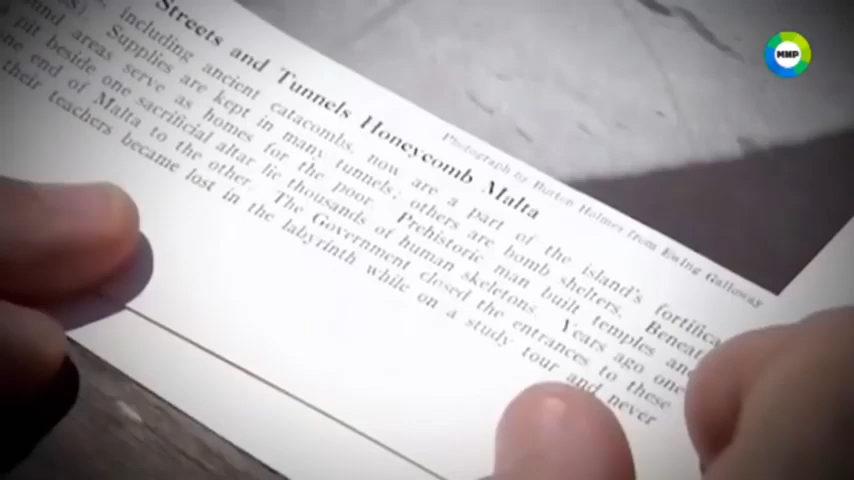 МИР
Photograph by Burton Holmes from Ewing Galloway
Streets and Tunnels Honeycomb Malta
including ancient catacombs, now are a part of the island's fortifica
Supplies are kept in many tunnels; others are bomb shelters. Beneat
ound areas serve as homes for the poor. Prehistoric man built temples and
pit beside one sacrificial altar lie thousands of human skeletons. Years ago one
one end of Malta to the other. The Government closed the entrances to these
their teachers became lost in the labyrinth while on a study tour and never